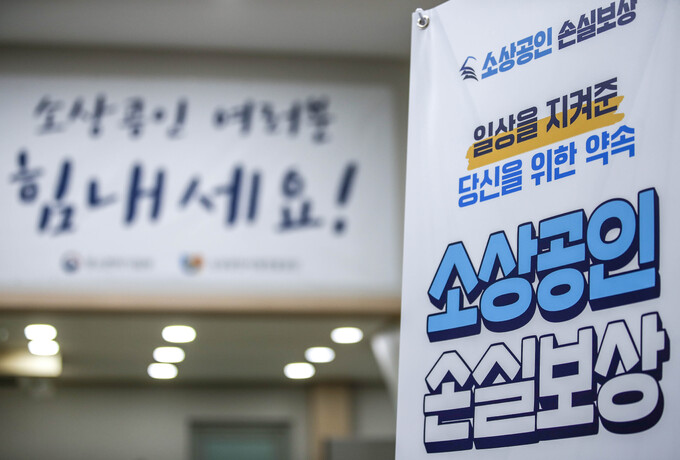 소상공인 여러분
힘내세요!
소상공인 손실보상
일상을 지켜준
당신을 위한 약속
소상공인
손실보상